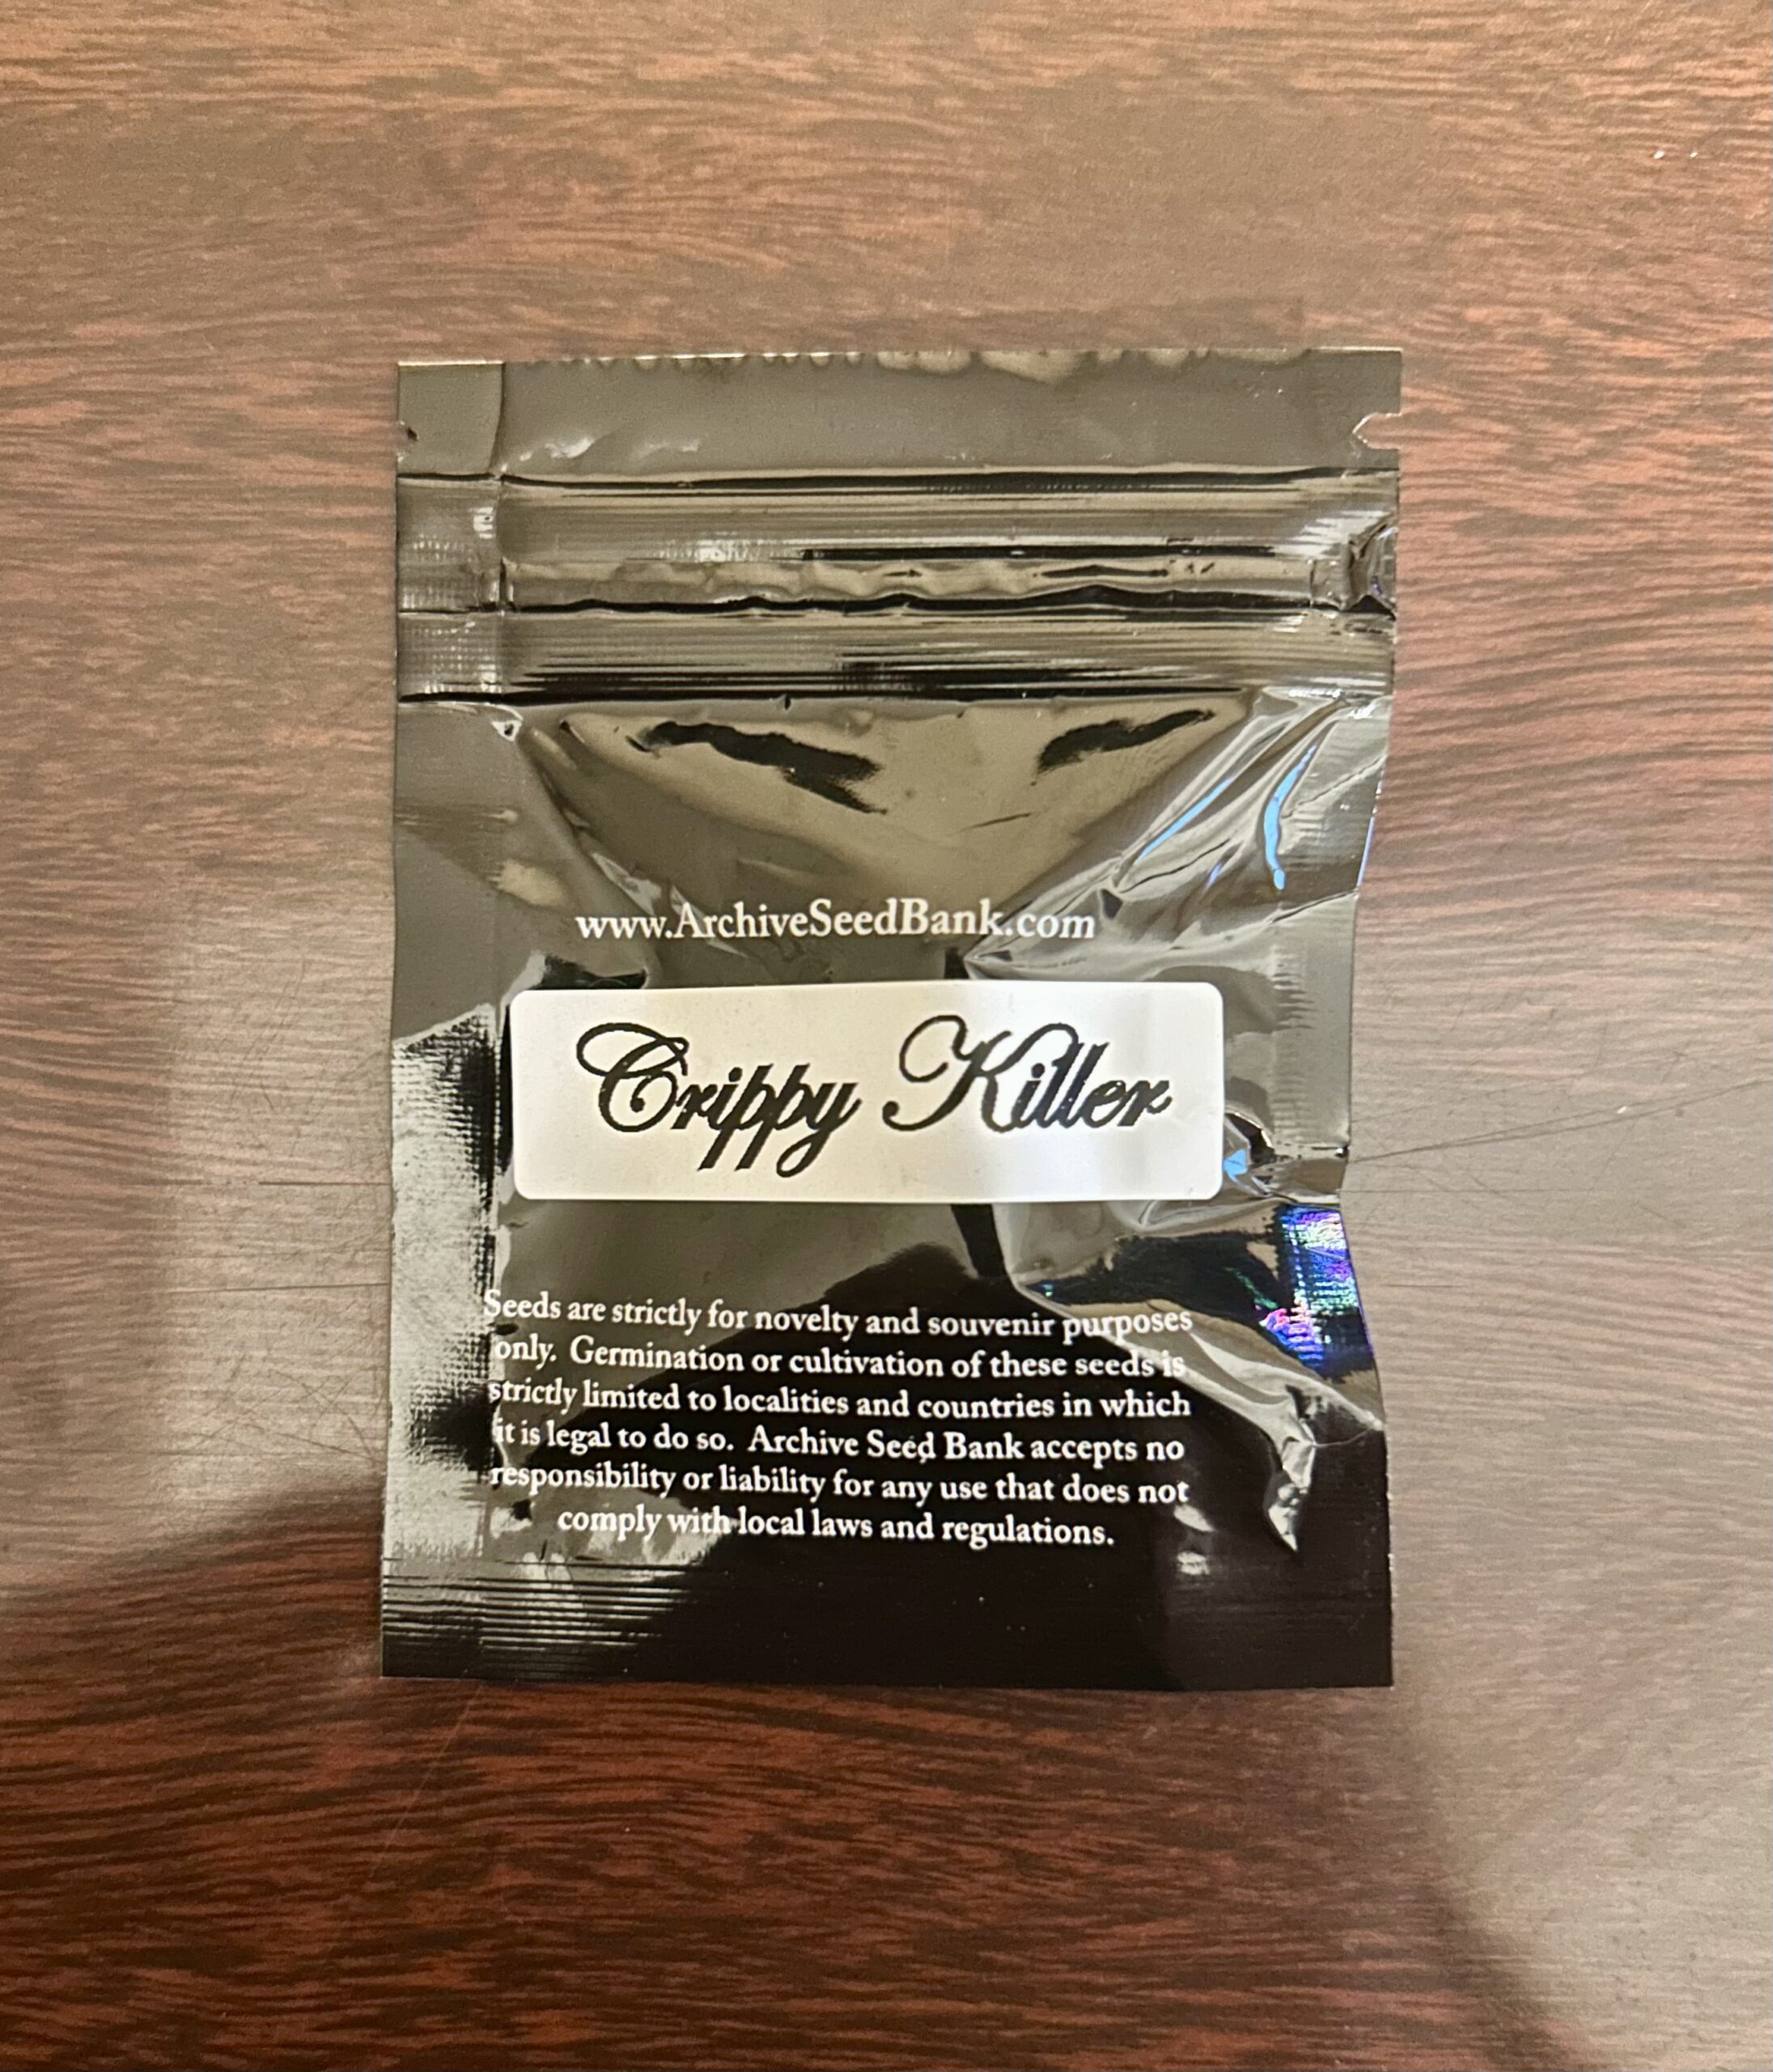 www.ArchiveSeedBank.com
Crippy Killer
Seeds are strictly for novelty and souvenir purposes
only. Germination or cultivation of these seeds is
strictly limited to localities and countries in which
it is legal to do so. Archive Seed Bank accepts no
responsibility or liability for any use that does not
comply with local laws and regulations.